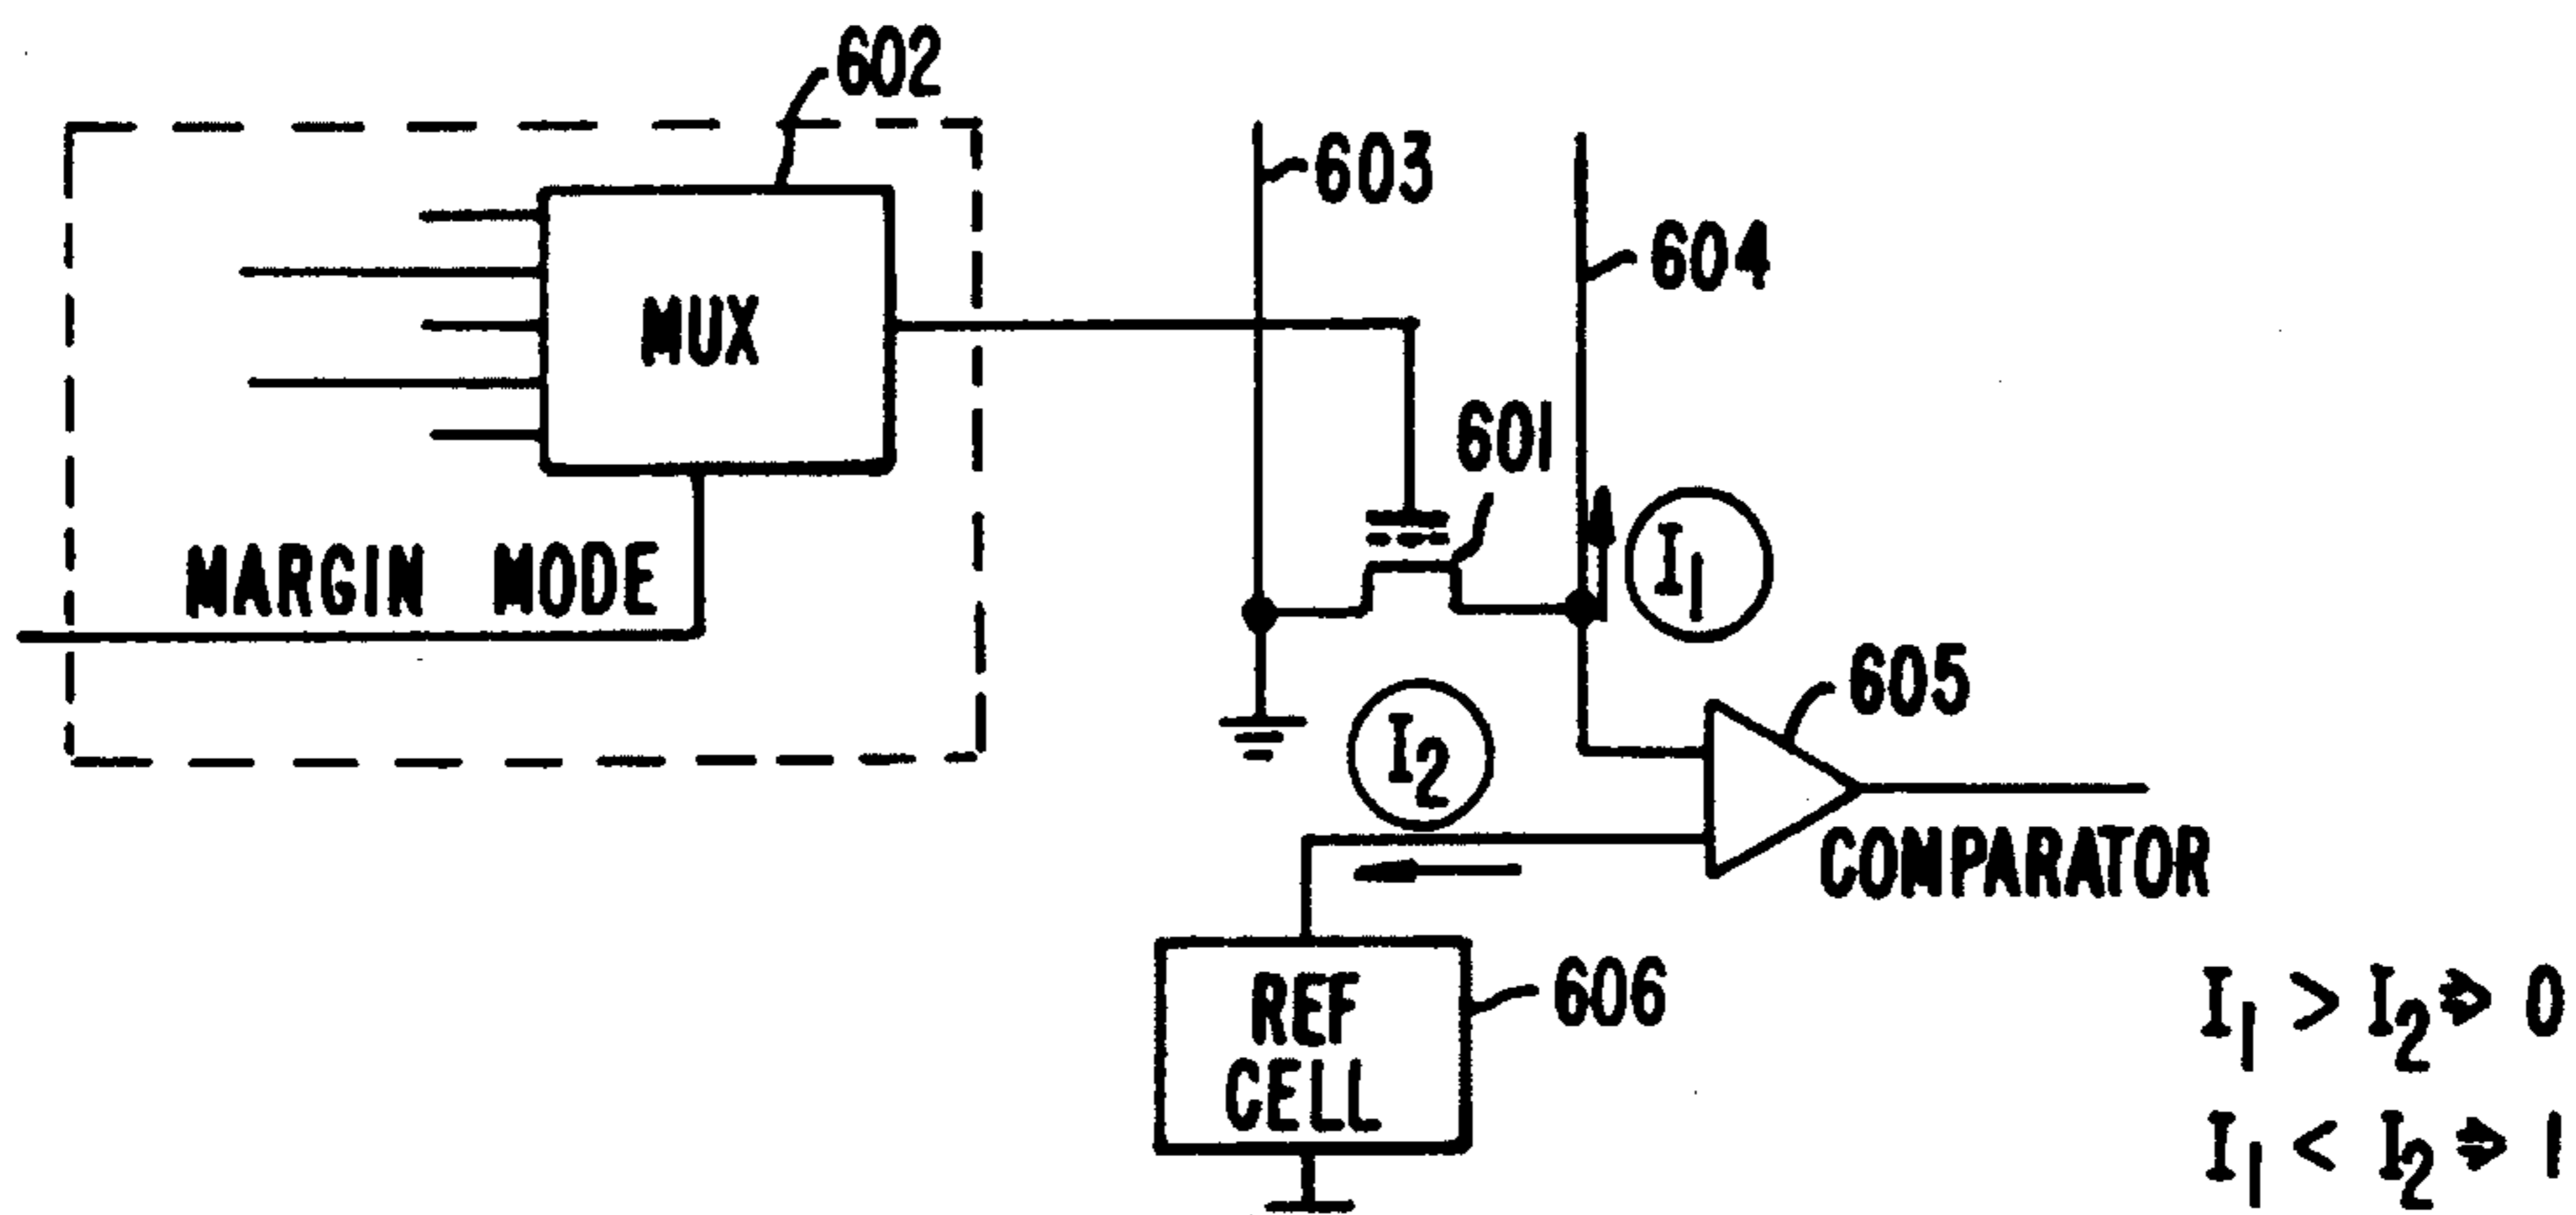 602
603
604
MUX
601
MARGIN MODE
I₁
605
I₂
COMPARATOR
REF
CELL
606
I₁ > I₂ ⇒ 0
I₁ < I₂ ⇒ 1